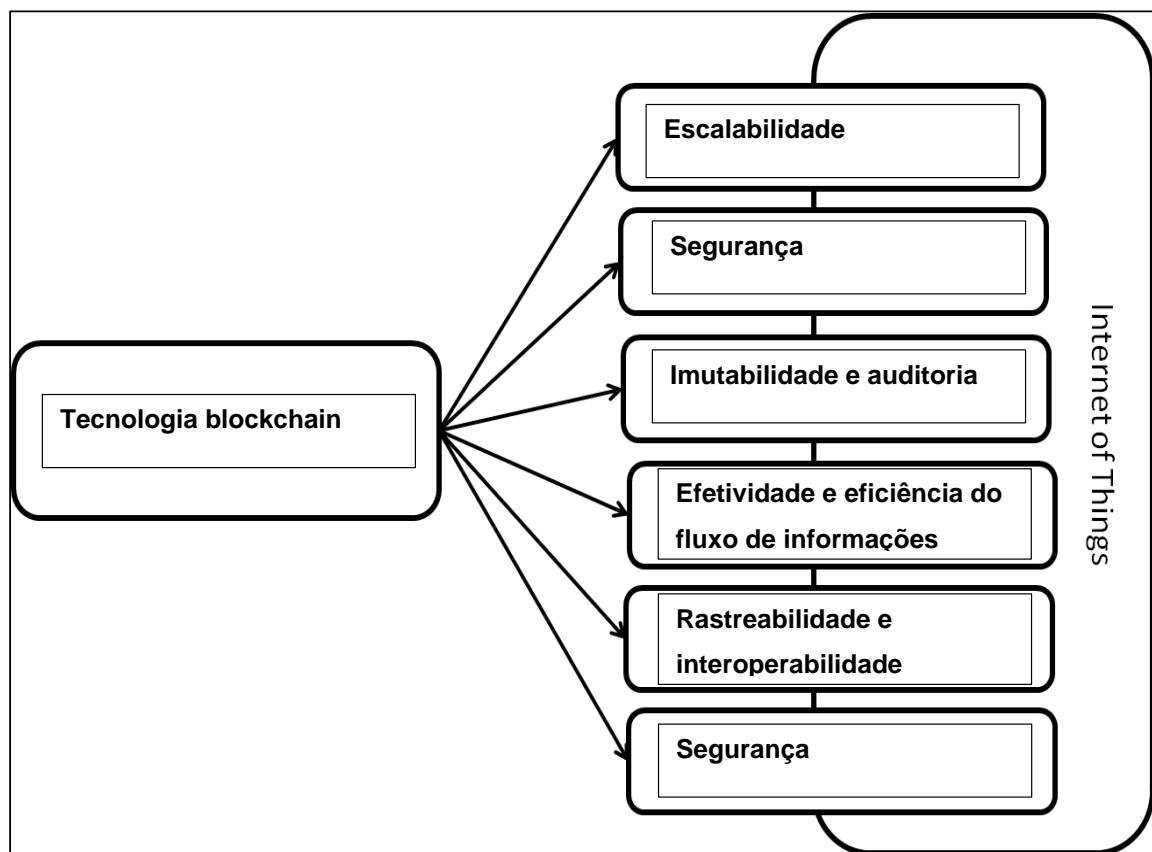 Tecnologia blockchain
Escalabilidade
Segurança
Imutabilidade e auditoria
Efetividade e eficiência do
fluxo de informações
Rastreabilidade e
interoperabilidade
Segurança
Internet of Things